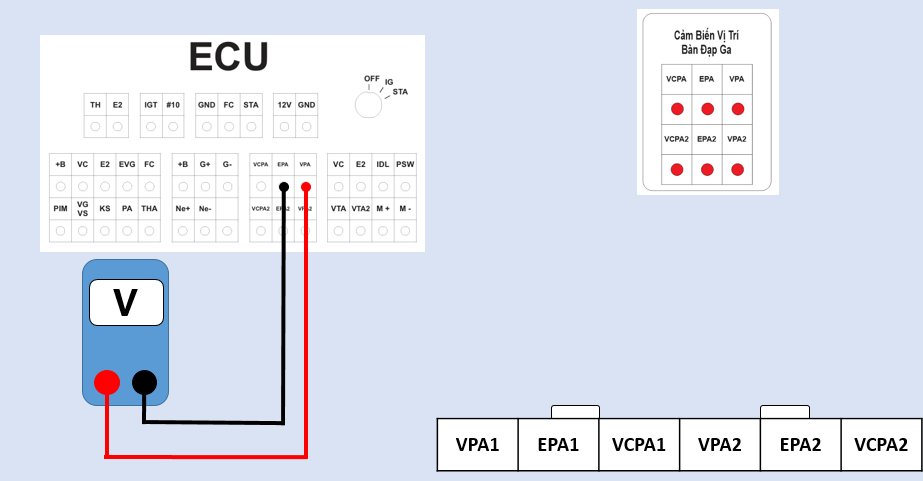 ECU
OFF
IG
STA
TH E2 IGT #10 GND FC STA 12V GND
+B VC E2 EVG FC +B G+ G- VCPA EPA VPA VC E2 IDL PSW
PIM VG VS KS PA THA Ne+ Ne- VCPA2 EPA2 VPA2 VTA VTA2 M + M -
V
Cảm Biến Vị Trí
Bàn Đạp Ga
VCPA EPA VPA
VCPA2 EPA2 VPA2
VPA1 EPA1 VCPA1 VPA2 EPA2 VCPA2